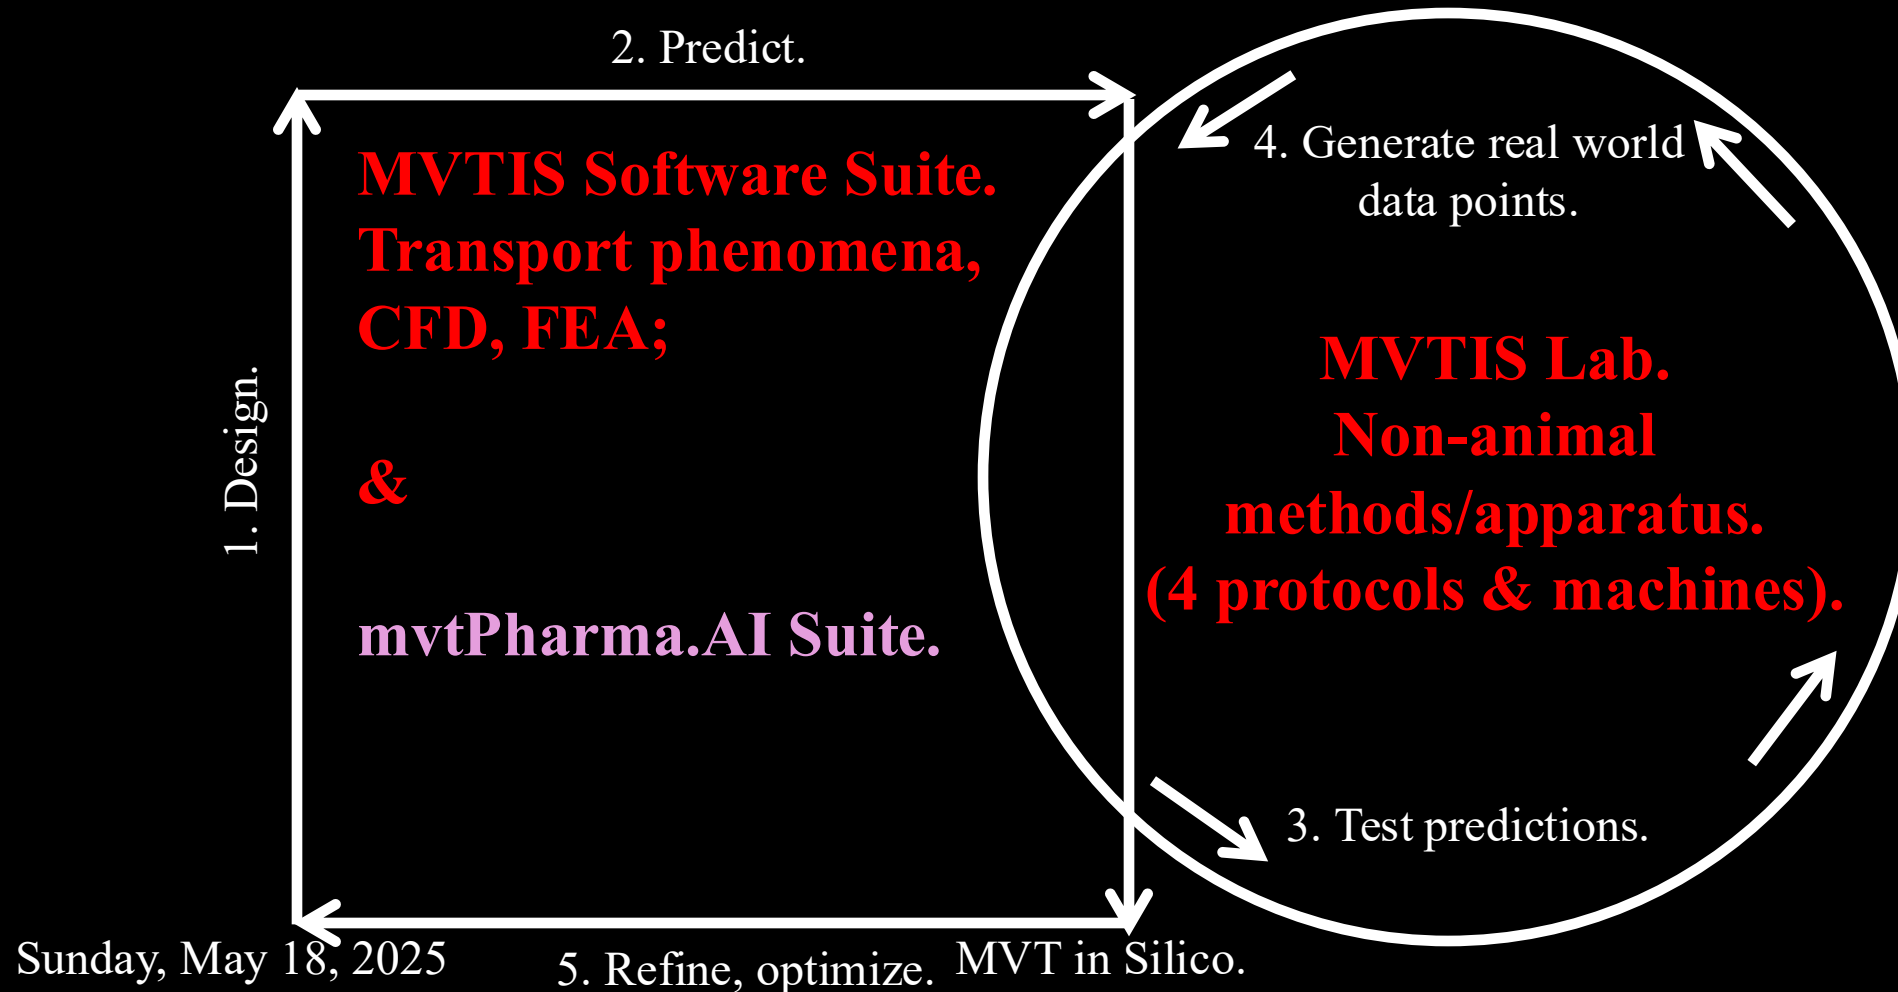 2. Predict.
MVTIS Software Suite.
Transport phenomena,
CFD, FEA;
&
mvtPharma.AI Suite.
1. Design.
4. Generate real world
data points.
MVTIS Lab.
Non-animal
methods/apparatus.
(4 protocols & machines).
3. Test predictions.
Sunday, May 18, 2025
5. Refine, optimize.
MVT in Silico.